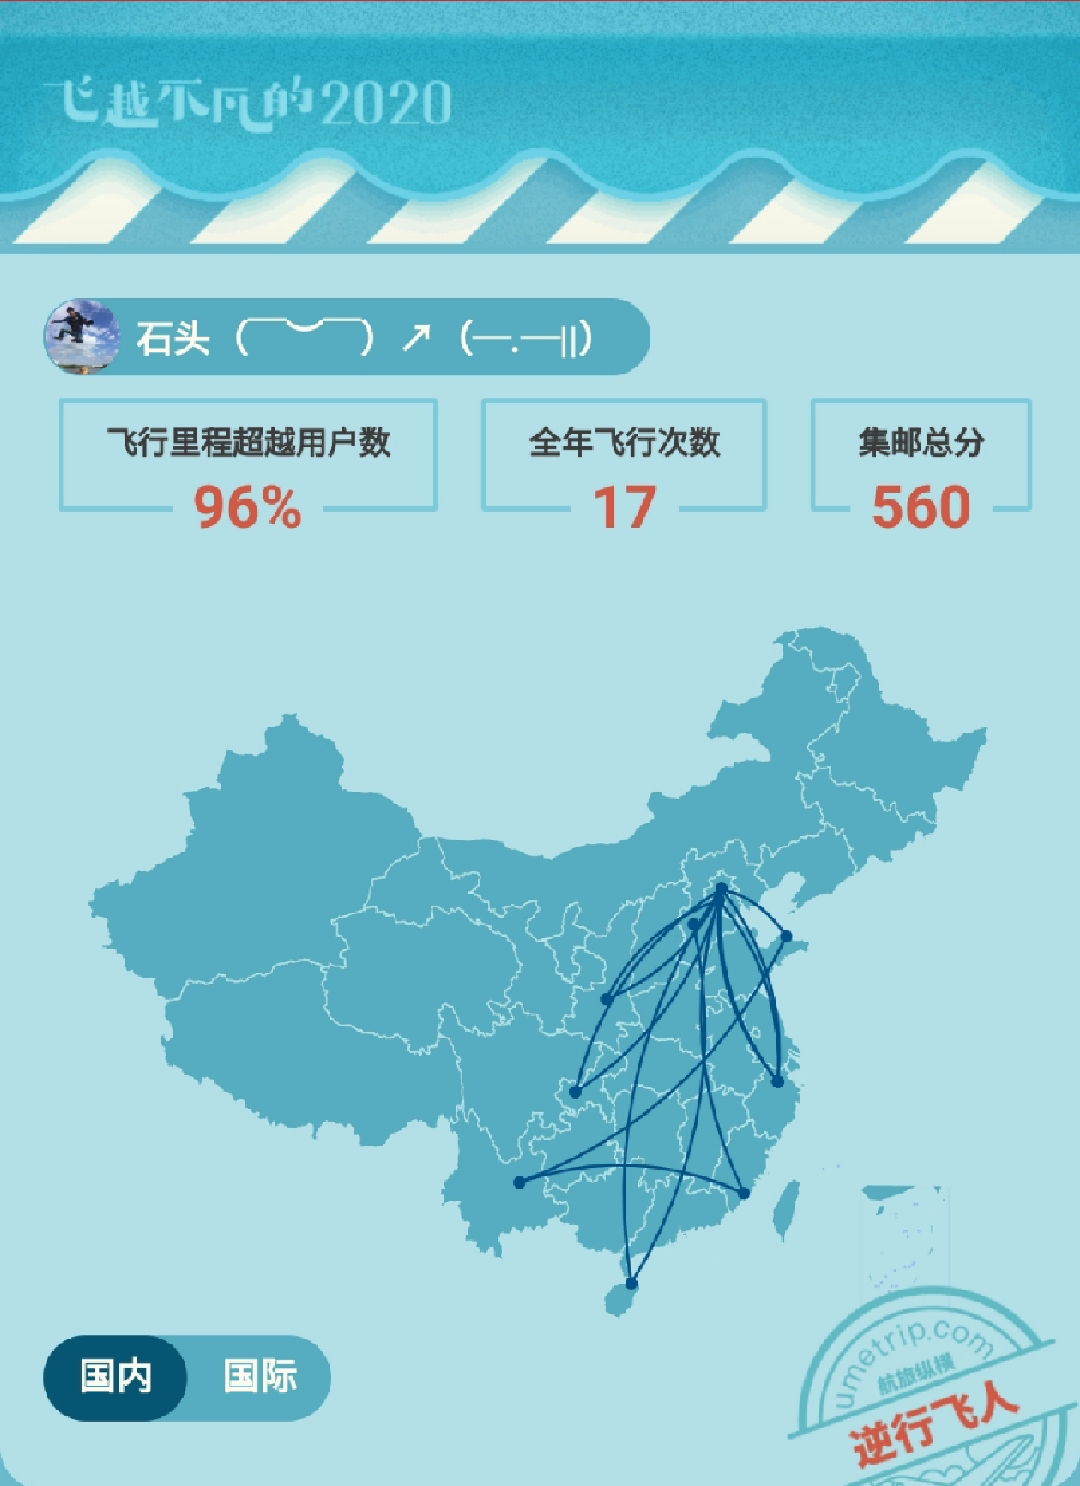 飞越不凡的2020
石头（￣︶￣）↗（—.—||）
飞行里程超越用户数
96%
全年飞行次数
17
集邮总分
560
国内
国际
umetrip.com
航旅纵横
逆行飞人